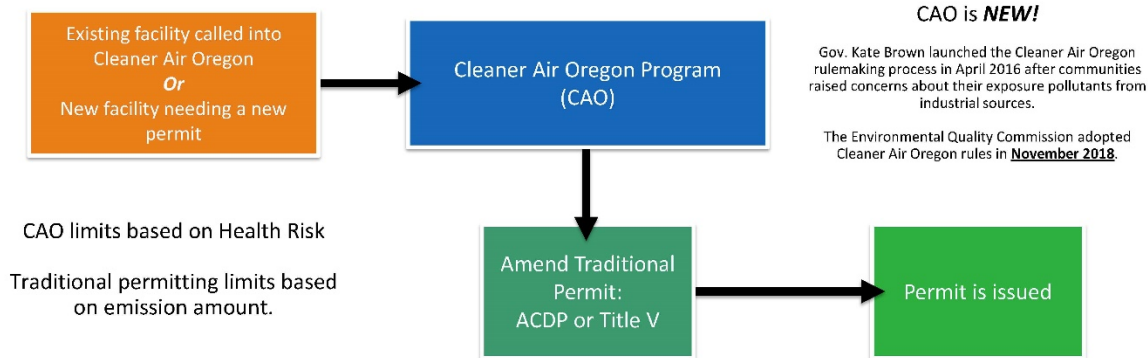 Existing facility called into
Cleaner Air Oregon
Or
New facility needing a new
permit
Cleaner Air Oregon Program
(CAO)
CAO is NEW!
Gov. Kate Brown launched the Cleaner Air Oregon
rulemaking process in April 2016 after communities
raised concerns about their exposure pollutants from
industrial sources.
The Environmental Quality Commission adopted
Cleaner Air Oregon rules in November 2018.
CAO limits based on Health Risk
Traditional permitting limits based
on emission amount.
Amend Traditional
Permit:
ACDP or Title V
Permit is issued